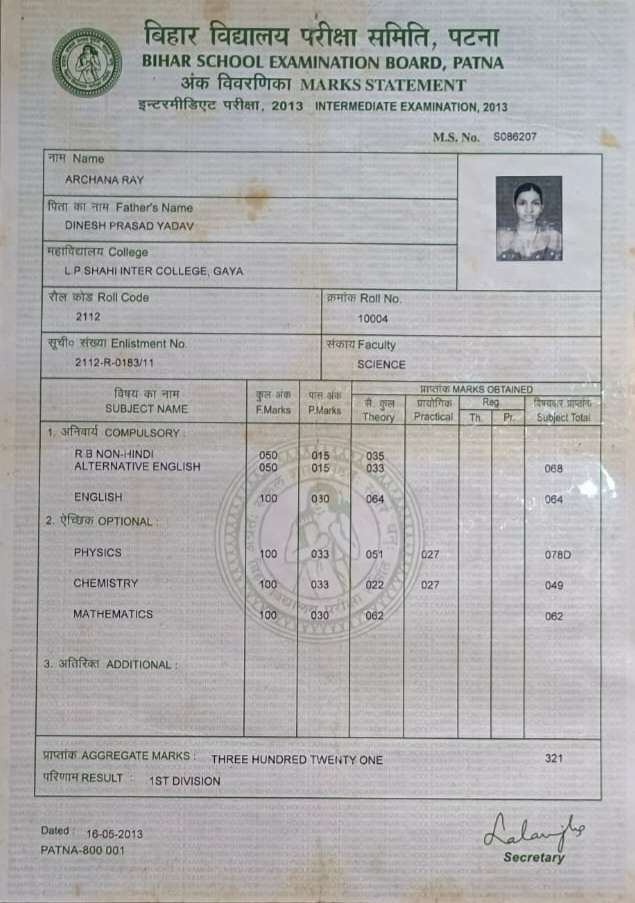 बिहार विद्यालय परीक्षा समिति, पटना
BIHAR SCHOOL EXAMINATION BOARD, PATNA
अंक विवरणिका MARKS STATEMENT
इन्टरमीडिएट परीक्षा, 2013 INTERMEDIATE EXAMINATION, 2013
M.S. No. S086207
नाम Name
ARCHANA RAY
पिता का नाम Father's Name
DINESH PRASAD YADAV
महाविद्यालय College
L.P.SHAHI INTER COLLEGE, GAYA
रौल कोड Roll Code क्रमांक Roll No.
2112 10004
सूची० संख्या Enlistment No. संकाय Faculty
2112-R-0183/11 SCIENCE
विषय का नाम कुल अंक पास अंक प्राप्तांक MARKS OBTAINED
SUBJECT NAME F.Marks P.Marks सै. कुल Theory प्रायोगिक Practical Reg. Th. Pr. विषयवार प्राप्तांक Subject Total
1. अनिवार्य COMPULSORY :
R.B NON-HINDI 050 015 035
ALTERNATIVE ENGLISH 050 015 033 068
ENGLISH 100 030 064 064
2. ऐच्छिक OPTIONAL :
PHYSICS 100 033 051 027 078D
CHEMISTRY 100 033 022 027 049
MATHEMATICS 100 030 062 062
3. अतिरिक्त ADDITIONAL :
प्राप्तांक AGGREGATE MARKS : THREE HUNDRED TWENTY ONE 321
परिणाम RESULT : 1ST DIVISION
Dated : 16-05-2013
PATNA-800 001
Secretary